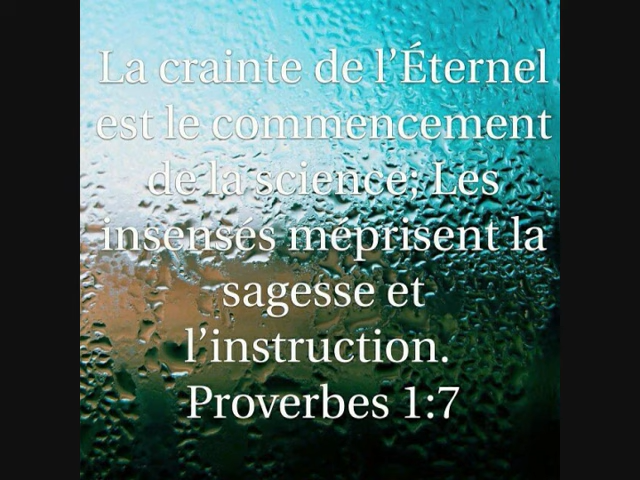 La crainte de l’Éternel
est le commencement
de la science; Les
insensés méprisent la
sagesse et
l’instruction.
Proverbes 1:7